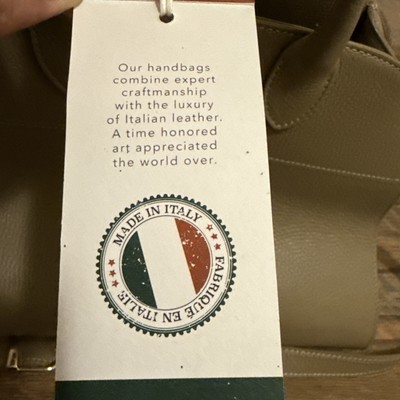 Our handbags
combine expert
craftmanship
with the luxury
of Italian leather.
A time honored
art appreciated
the world over.
MADE IN ITALY
FABRIQUÉ EN ITALIE